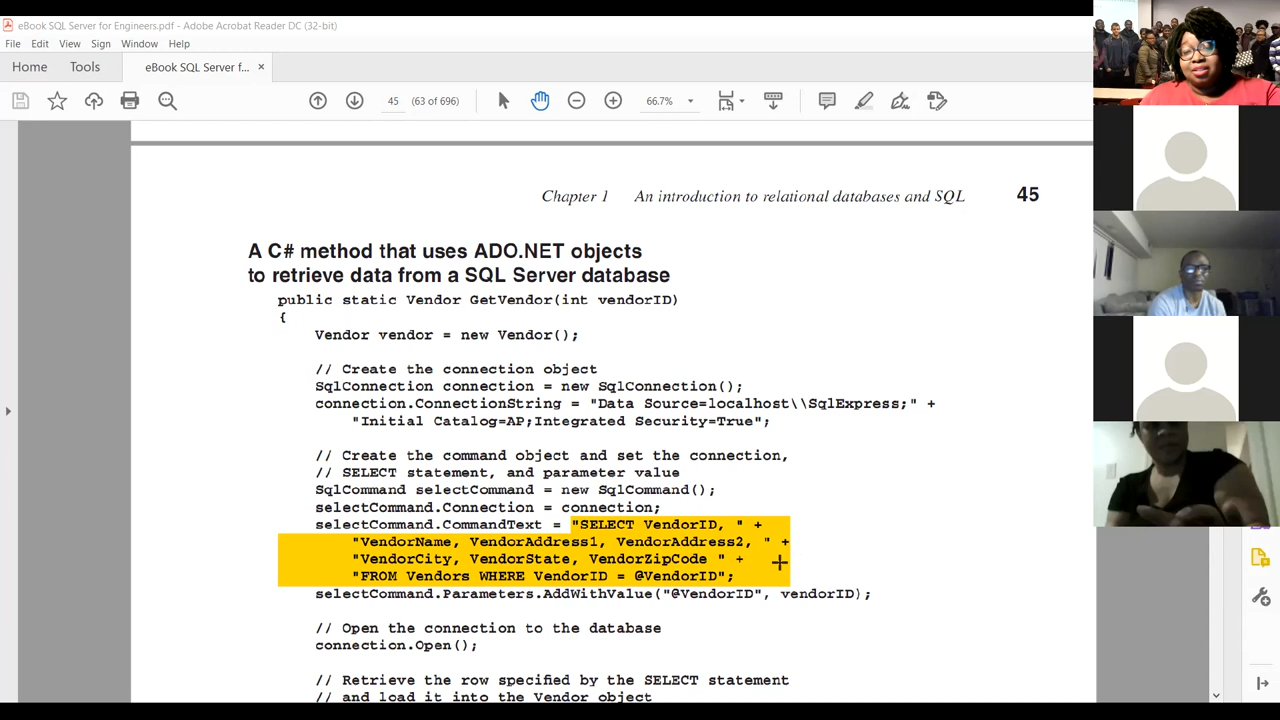 eBook SQL Server for Engineers.pdf - Adobe Acrobat Reader DC (32-bit)
File Edit View Sign Window Help
Home Tools eBook SQL Server f... ×
(63 of 696) 66.7%
Chapter 1 An introduction to relational databases and SQL 45
A C# method that uses ADO.NET objects
to retrieve data from a SQL Server database
public static Vendor GetVendor(int vendorID)
{
Vendor vendor = new Vendor();
// Create the connection object
SqlConnection connection = new SqlConnection();
connection.ConnectionString = "Data Source=localhost\\SqlExpress;" +
"Initial Catalog=AP;Integrated Security=True";
// Create the command object and set the connection,
// SELECT statement, and parameter value
SqlCommand selectCommand = new SqlCommand();
selectCommand.Connection = connection;
selectCommand.CommandText = "SELECT VendorID, " +
"VendorName, VendorAddress1, VendorAddress2, " +
"VendorCity, VendorState, VendorZipCode " +
"FROM Vendors WHERE VendorID = @VendorID";
selectCommand.Parameters.AddWithValue("@VendorID", vendorID);
// Open the connection to the database
connection.Open();
// Retrieve the row specified by the SELECT statement
// and load it into the Vendor object